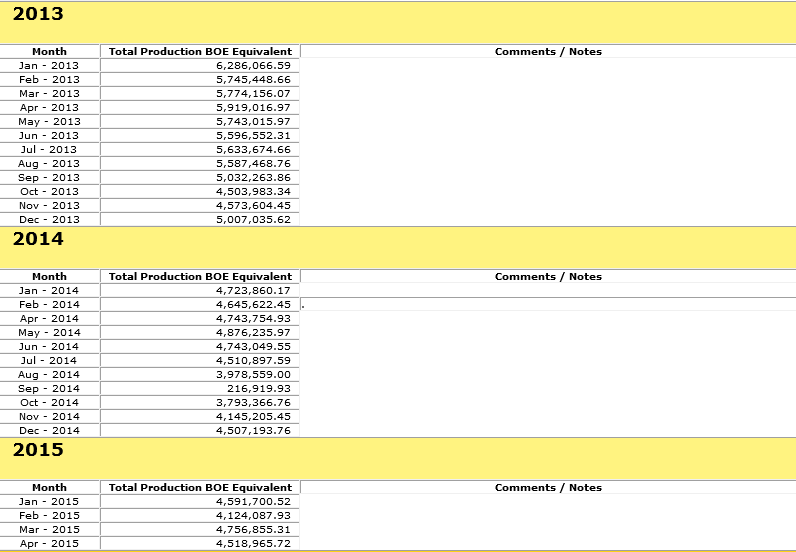 2013
Month Total Production BOE Equivalent Comments / Notes
Jan - 2013 6,286,066.59
Feb - 2013 5,745,448.66
Mar - 2013 5,774,156.07
Apr - 2013 5,919,016.97
May - 2013 5,743,015.97
Jun - 2013 5,596,552.31
Jul - 2013 5,633,674.66
Aug - 2013 5,587,468.76
Sep - 2013 5,032,263.86
Oct - 2013 4,503,983.34
Nov - 2013 4,573,604.45
Dec - 2013 5,007,035.62
2014
Month Total Production BOE Equivalent Comments / Notes
Jan - 2014 4,723,860.17
Feb - 2014 4,645,622.45 .
Apr - 2014 4,743,754.93
May - 2014 4,876,235.97
Jun - 2014 4,743,049.55
Jul - 2014 4,510,897.59
Aug - 2014 3,978,559.00
Sep - 2014 216,919.93
Oct - 2014 3,793,366.76
Nov - 2014 4,145,205.45
Dec - 2014 4,507,193.76
2015
Month Total Production BOE Equivalent Comments / Notes
Jan - 2015 4,591,700.52
Feb - 2015 4,124,087.93
Mar - 2015 4,756,855.31
Apr - 2015 4,518,965.72